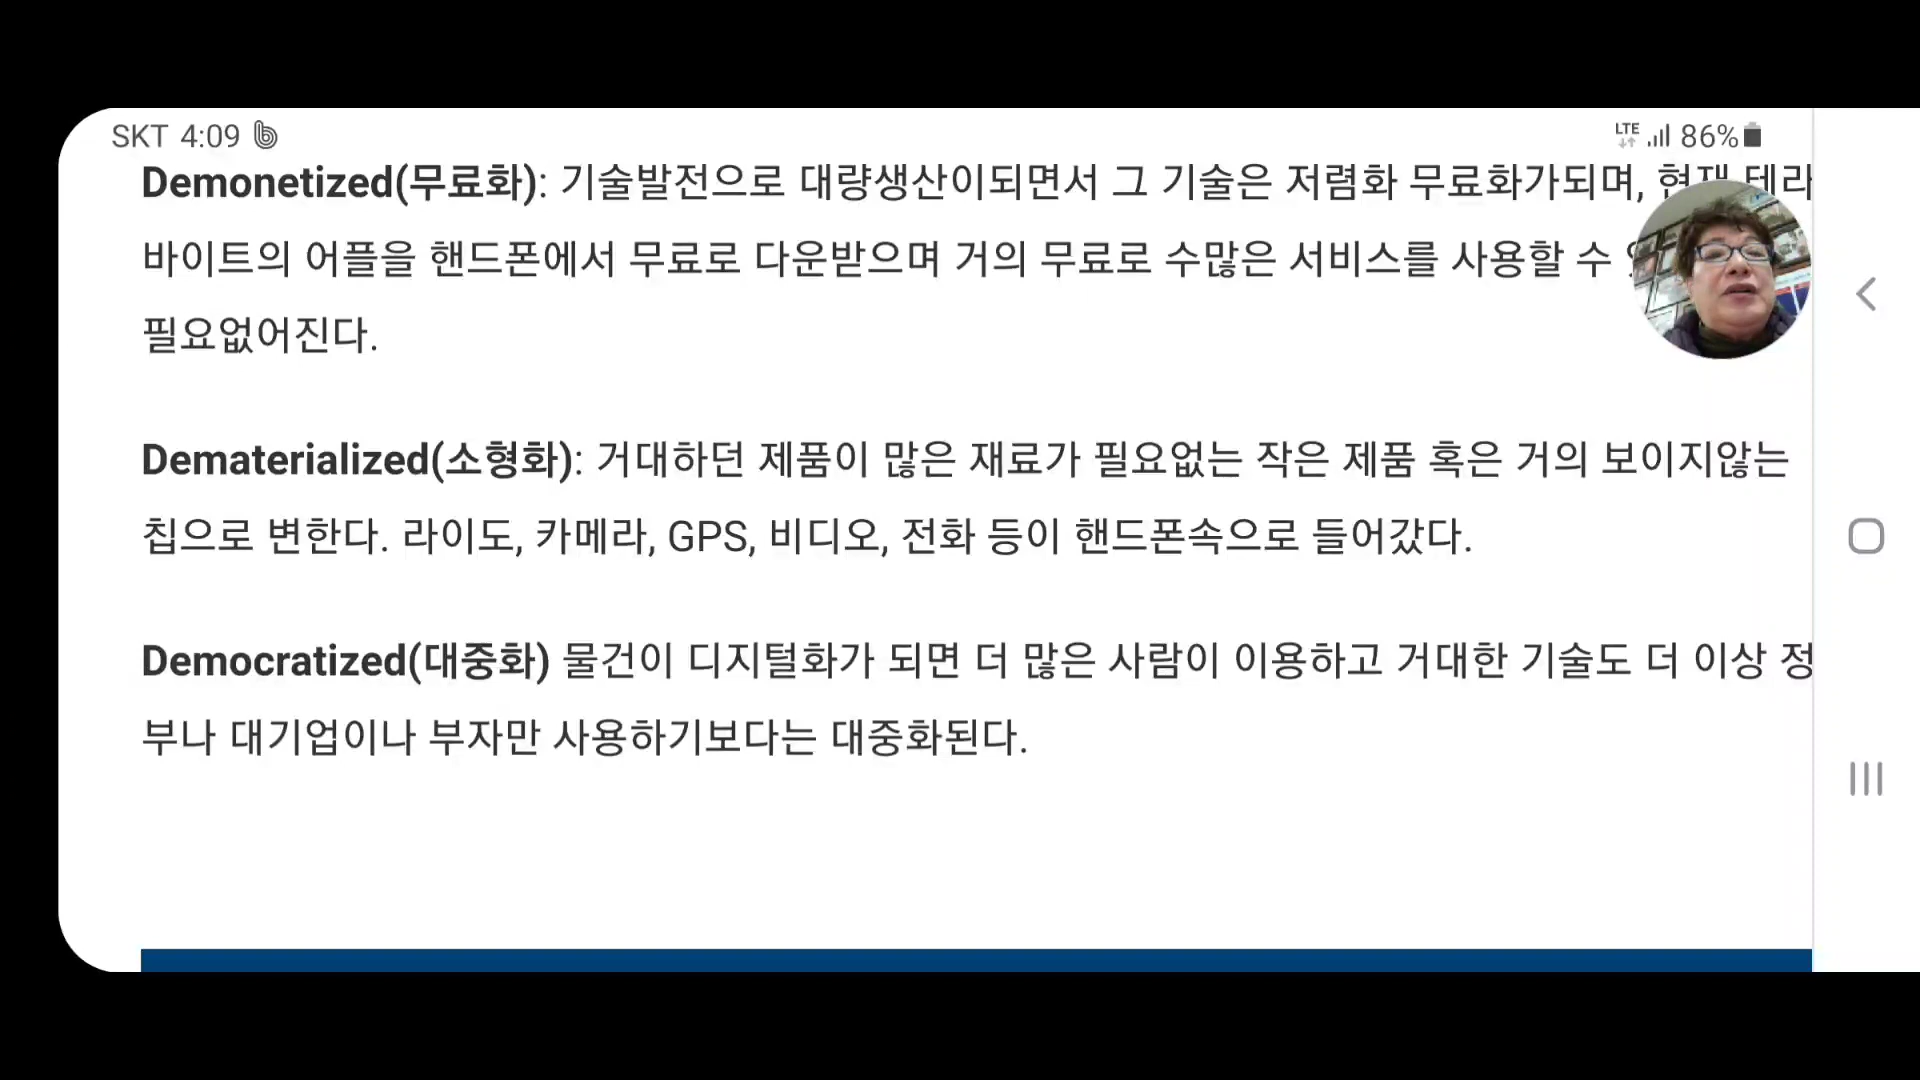 SKT 4:09
LTE 86%
Demonetized(무료화): 기술발전으로 대량생산이되면서 그 기술은 저렴화 무료화가되며, 현재 테라
바이트의 어플을 핸드폰에서 무료로 다운받으며 거의 무료로 수많은 서비스를 사용할 수
필요없어진다.
Dematerialized(소형화): 거대하던 제품이 많은 재료가 필요없는 작은 제품 혹은 거의 보이지않는
칩으로 변한다. 라이도, 카메라, GPS, 비디오, 전화 등이 핸드폰속으로 들어갔다.
Democratized(대중화) 물건이 디지털화가 되면 더 많은 사람이 이용하고 거대한 기술도 더 이상 정
부나 대기업이나 부자만 사용하기보다는 대중화된다.